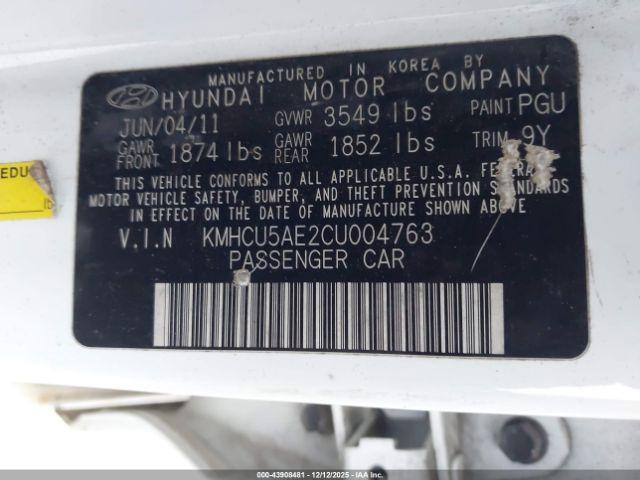 MANUFACTURED IN KOREA BY
HYUNDAI MOTOR COMPANY
JUN/04/11 GVWR 3549 lbs PAINT PGU
GAWR FRONT 1874 lbs GAWR REAR 1852 lbs TRIM 9Y
THIS VEHICLE CONFORMS TO ALL APPLICABLE U.S.A. FEDERAL
MOTOR VEHICLE SAFETY, BUMPER, AND THEFT PREVENTION STANDARDS
IN EFFECT ON THE DATE OF MANUFACTURE SHOWN ABOVE
V.I.N KMHCU5AE2CU004763
PASSENGER CAR
EDU
000-43908481 - 12/12/2025 - IAAI.com